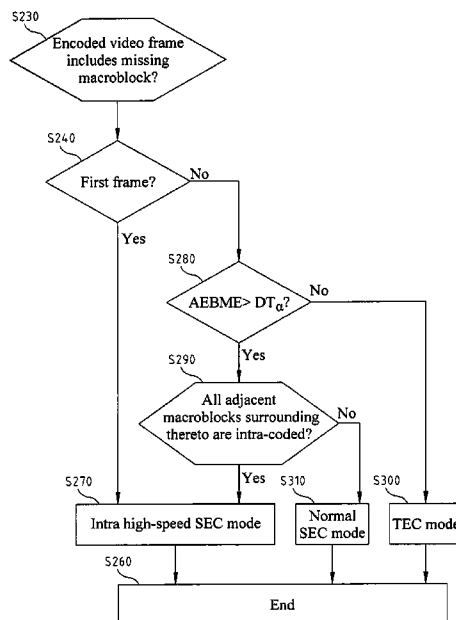 S230
Encoded video frame
includes missing
macroblock?
S240
First frame?
No
Yes
S280
AEBME> DTα?
No
Yes
S290
All adjacent
macroblocks surrounding
thereto are intra-coded?
No
Yes
S270
Intra high-speed SEC mode
S310
Normal
SEC mode
S300
TEC mode
S260
End